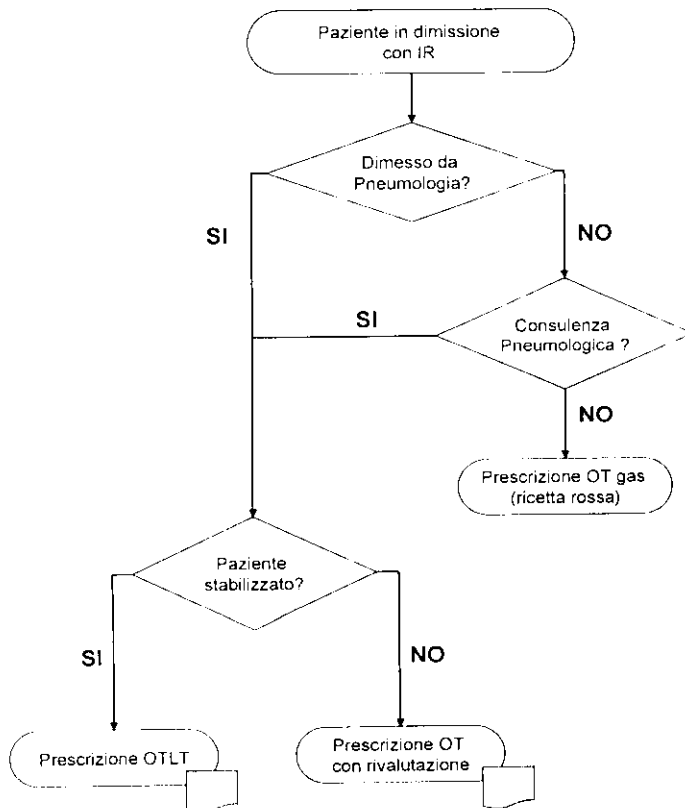 Paziente in dimissione
con IR
Dimesso da
Pneumologia?
SI
NO
SI
Consulenza
Pneumologica ?
NO
Prescrizione OT gas
(ricetta rossa)
Paziente
stabilizzato?
SI
NO
Prescrizione OTLT
Prescrizione OT
con rivalutazione